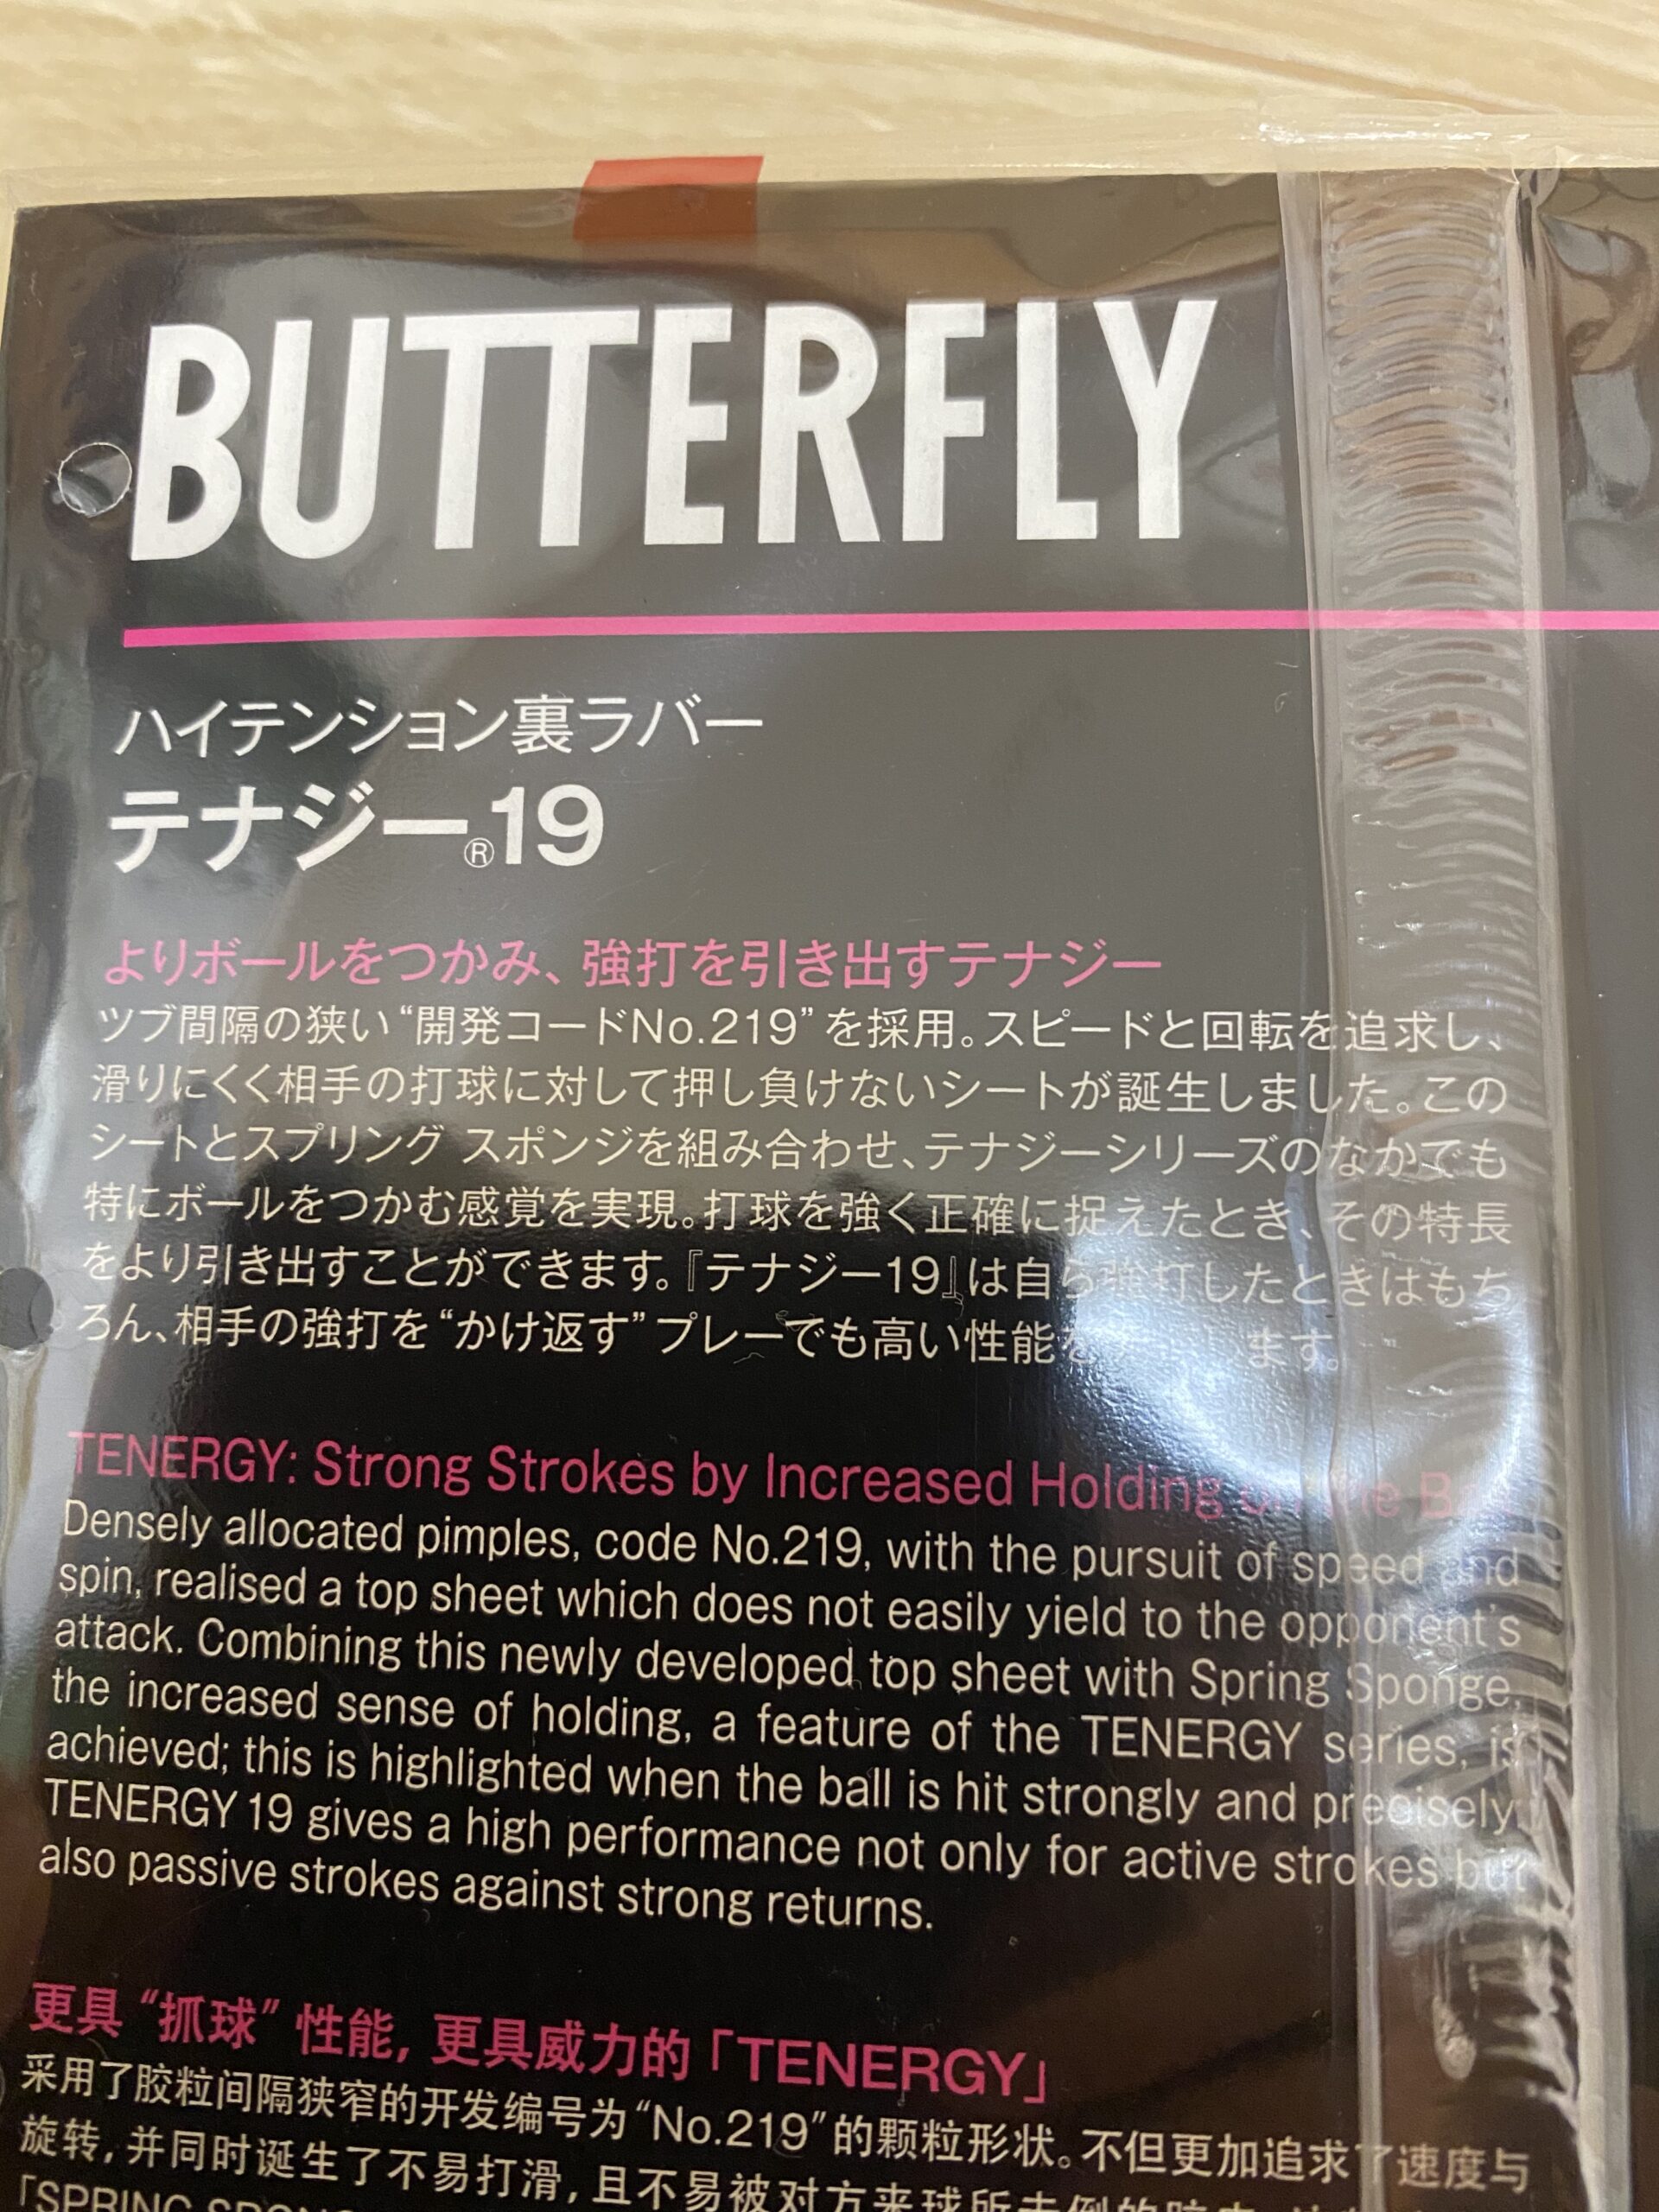 BUTTERFLY
ハイテンション裏ラバー
テナジー®19
よりボールをつかみ、強打を引き出すテナジー
ツブ間隔の狭い“開発コードNo.219”を採用。スピードと回転を追求し、
滑りにくく相手の打球に対して押し負けないシートが誕生しました。この
シートとスプリング スポンジを組み合わせ、テナジーシリーズのなかでも
特にボールをつかむ感覚を実現。打球を強く正確に捉えたとき、その特長
をより引き出すことができます。『テナジー19』は自ら強打したときはもち
ろん、相手の強打を“かけ返す”プレーでも高い性能を ます。
TENERGY: Strong Strokes by Increased Holding on the
Densely allocated pimples, code No.219, with the pursuit of speed and
spin, realised a top sheet which does not easily yield to the opponent's
attack. Combining this newly developed top sheet with Spring Sponge,
the increased sense of holding, a feature of the TENERGY series, is
achieved; this is highlighted when the ball is hit strongly and precisely.
TENERGY 19 gives a high performance not only for active strokes but
also passive strokes against strong returns.
更具“抓球”性能, 更具威力的「TENERGY」
采用了胶粒间隔狭窄的开发编号为“No.219”的颗粒形状。不但更加追求了速度与
旋转, 并同时诞生了不易打滑, 且不易被对方来球所
「SPRING